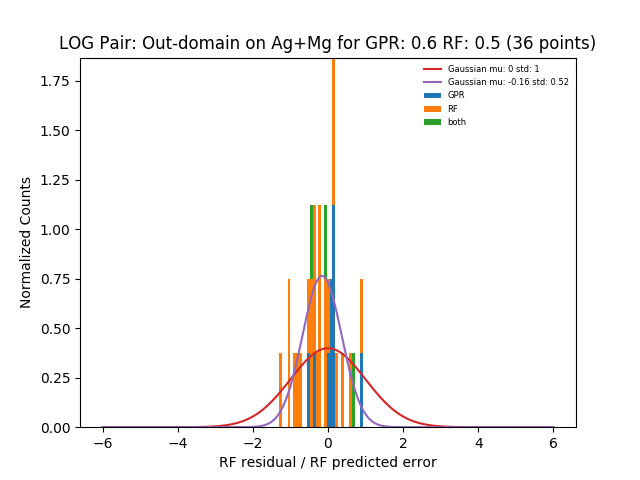 LOG Pair: Out-domain on Ag+Mg for GPR: 0.6 RF: 0.5 (36 points)
Gaussian mu: 0 std: 1
Gaussian mu: -0.16 std: 0.52
GPR
RF
both
Normalized Counts
1.75
1.50
1.25
1.00
0.75
0.50
0.25
0.00
−6 −4 −2 0 2 4 6
RF residual / RF predicted error